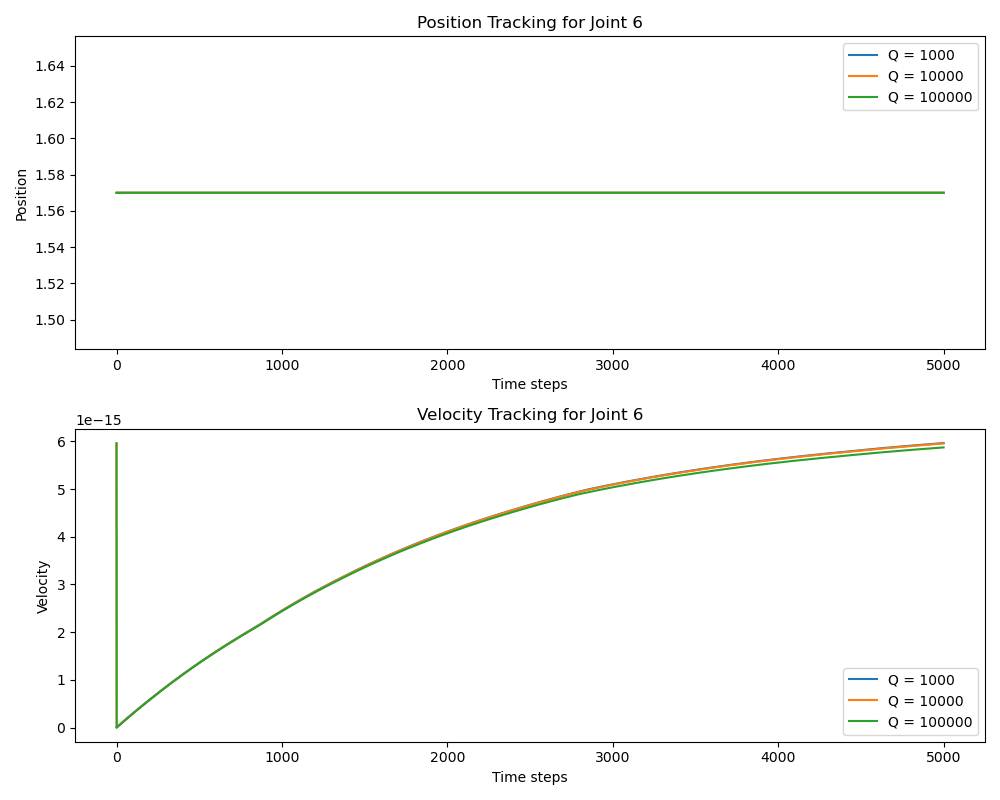 Position Tracking for Joint 6
Q = 1000
Q = 10000
Q = 100000
Position
1.64
1.62
1.60
1.58
1.56
1.54
1.52
1.50
0 1000 2000 3000 4000 5000
Time steps
1e−15
Velocity Tracking for Joint 6
Velocity
6
5
4
3
2
1
0
Q = 1000
Q = 10000
Q = 100000
0 1000 2000 3000 4000 5000
Time steps